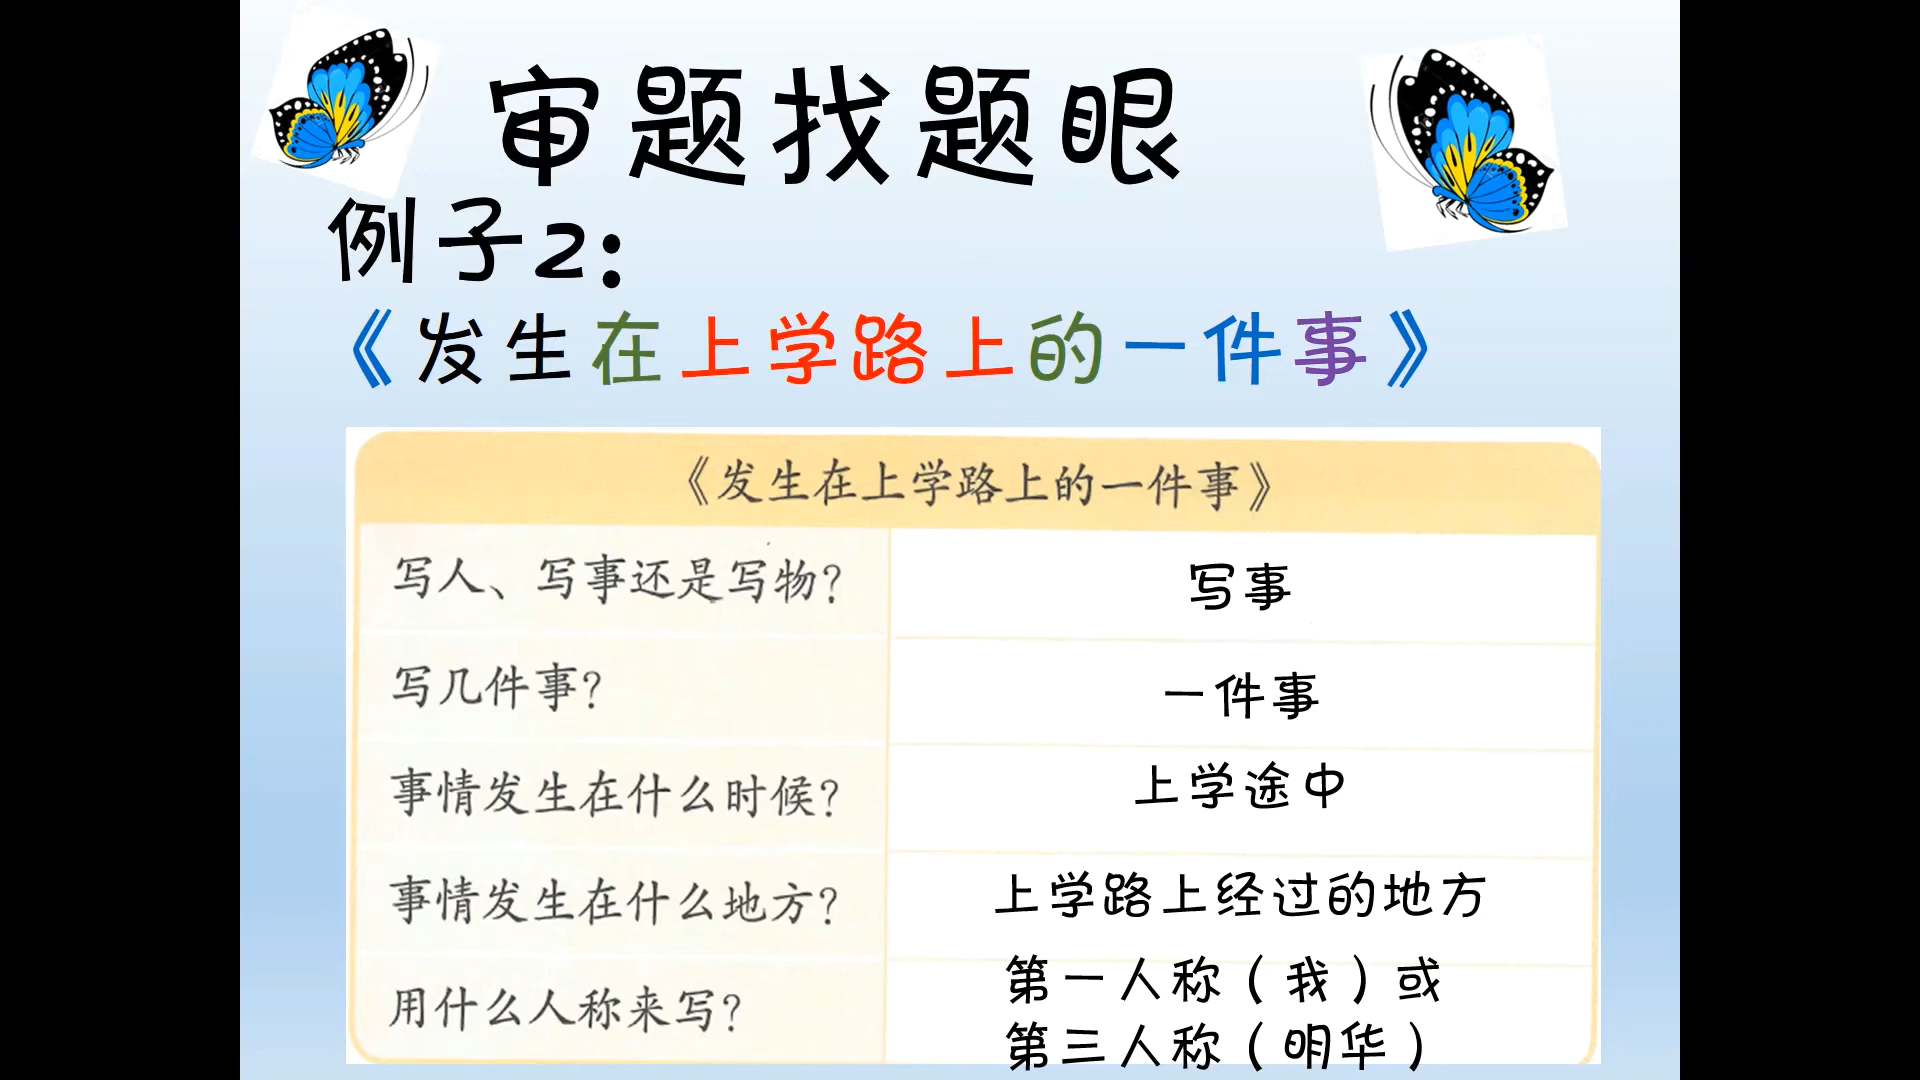 审题找题眼
例子2:
《发生在上学路上的一件事》
《发生在上学路上的一件事》
写人、写事还是写物? 写事
写几件事? 一件事
事情发生在什么时候? 上学途中
事情发生在什么地方? 上学路上经过的地方
用什么人称来写? 第一人称(我)或
第三人称(明华)